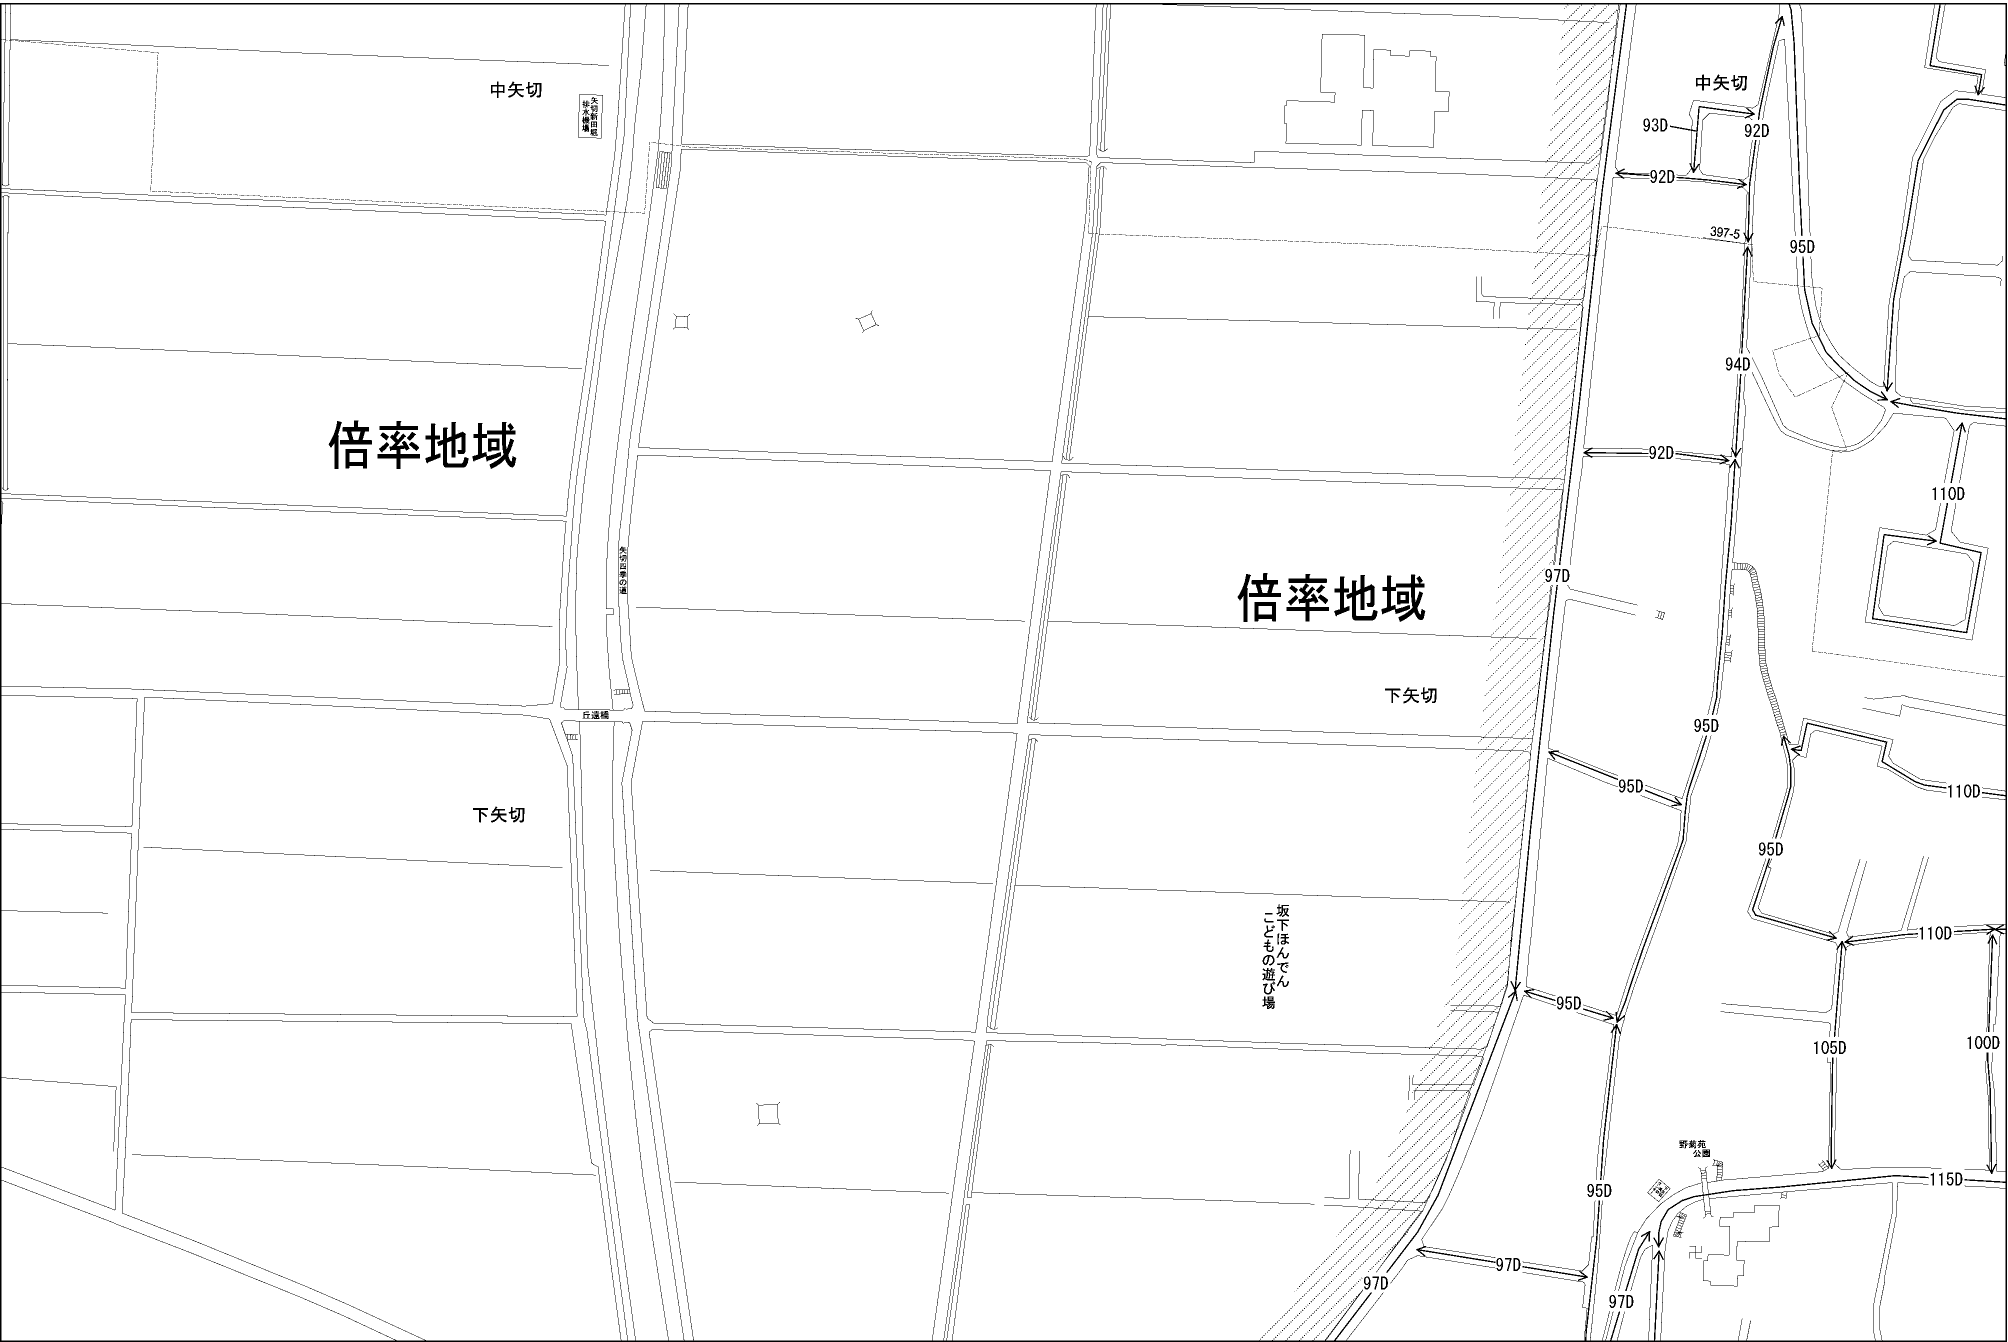 中矢切
矢切新田堀
排水機場
中矢切
93D
92D
92D
397-5
95D
94D
倍率地域
92D
110D
矢切四季の道
97D
倍率地域
下矢切
丘遠橋
95D
95D
110D
下矢切
95D
坂下ほんでん
こどもの遊び場
110D
95D
105D
100D
野菊苑
公園
115D
95D
97D
97D
97D